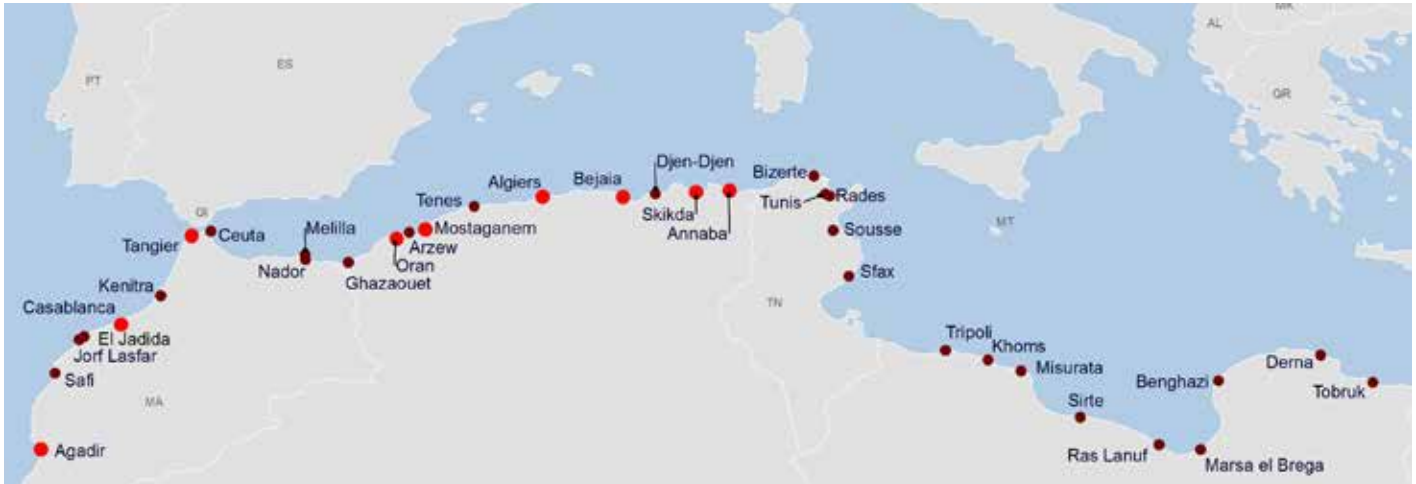 MK
AL
PT
ES
GR
Djen-Djen
Algiers
Bejaia
Bizerte
Tenes
Tunis
Rades
GI
Melilla
Skikda
Ceuta
Mostaganem
Annaba
Sousse
MT
Tangier
Arzew
Nador
Oran
Sfax
Kenitra
Ghazaouet
TN
Casablanca
El Jadida
Tripoli
Jorf Lasfar
Khoms
Derna
Safi
Misurata
Benghazi
Tobruk
MA
Sirte
Agadir
Ras Lanuf
Marsa el Brega